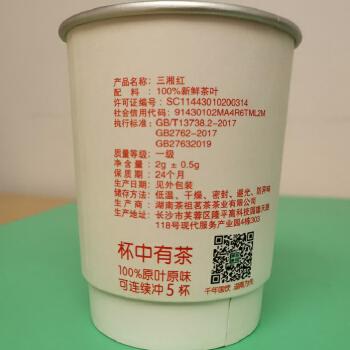 产品名称：三湘红
配 料：100%新鲜茶叶
许可证编号：SC11443010200314
社会信用代码：91430102MA4R6TML2M
执行标准：GB/T13738.2-2017
GB2762-2017
GB27632019
质量等级：一级
净含量：2g ± 0.5g
保质期：24个月
生产日期：见外包装
储存方法：低温、干燥、密封、避光、防异味
生产商：湖南茶祖茗茶茶业有限公司
生产地址：长沙市芙蓉区隆平高科技园雄天路
118号现代服务产业园4栋303
杯中有茶
100%原叶原味
可连续冲5杯
千年国饮